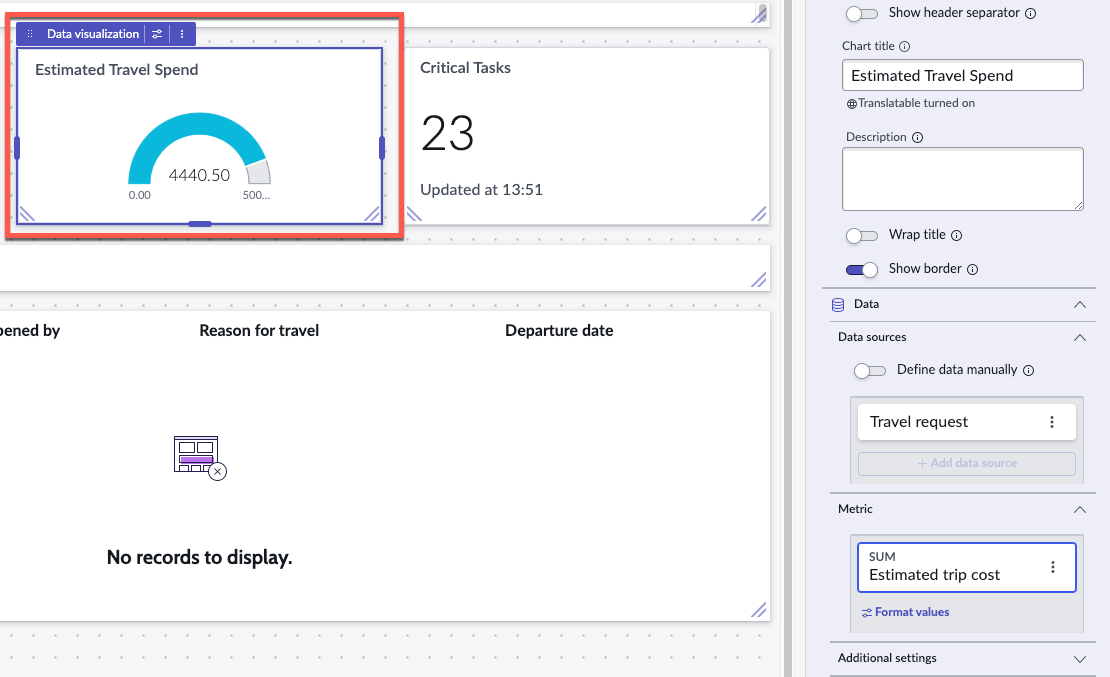 Data visualization
Estimated Travel Spend
4440.50
0.00
500...
Critical Tasks
23
Updated at 13:51
ened by
Reason for travel
Departure date
No records to display.
Show header separator
Chart title
Estimated Travel Spend
Translatable turned on
Description
Wrap title
Show border
Data
Data sources
Define data manually
Travel request
+ Add data source
Metric
SUM
Estimated trip cost
Format values
Additional settings